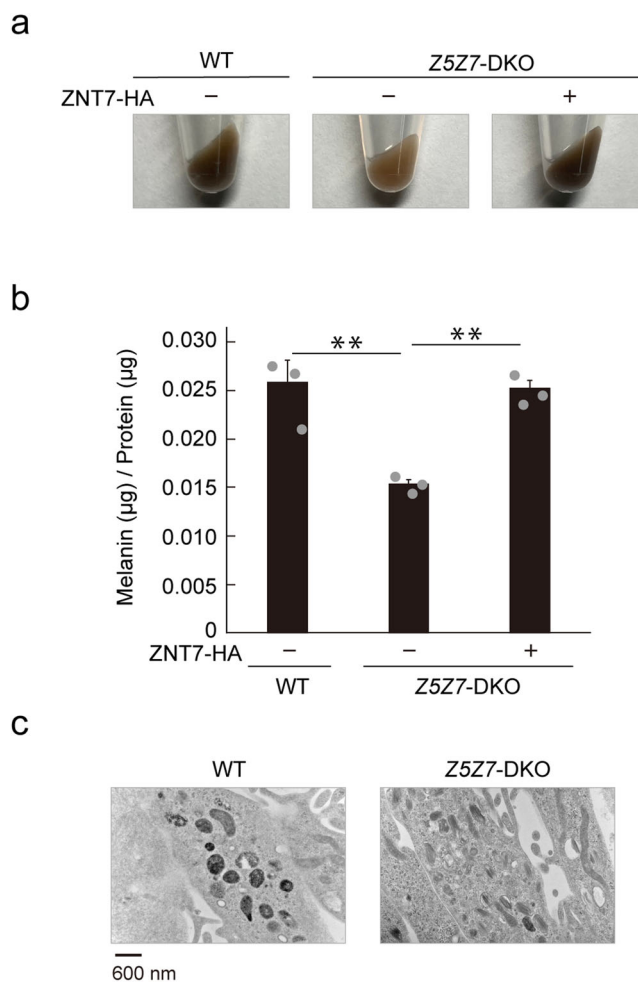 a
WT Z5Z7-DKO
ZNT7-HA – – +
b
Melanin (µg) / Protein (µg)
0.030
0.025
0.020
0.015
0.010
0.005
0
** **
ZNT7-HA – – +
WT Z5Z7-DKO
c
WT Z5Z7-DKO
600 nm